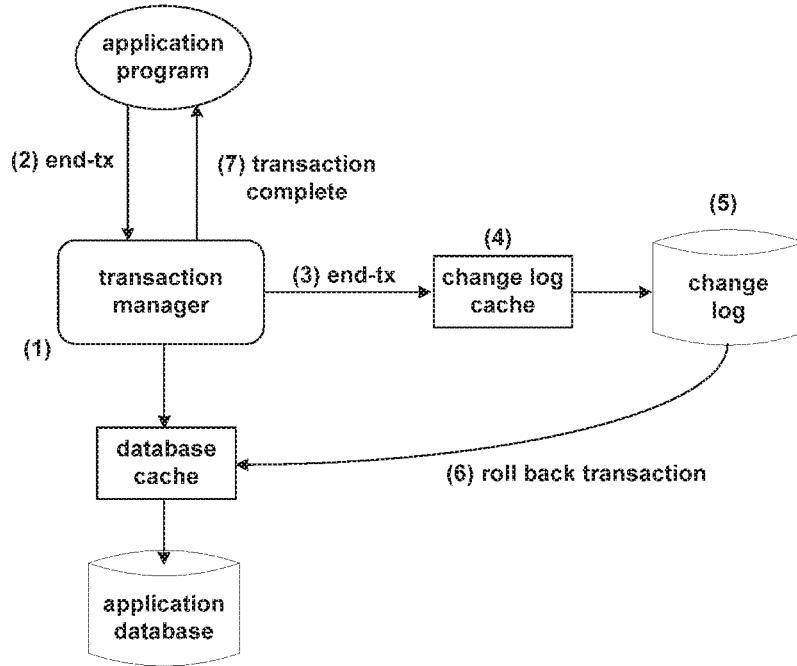 application
program
(2) end-tx
(7) transaction
complete
(5)
(4)
transaction
manager
(3) end-tx
change log
cache
change
log
(1)
database
cache
(6) roll back transaction
application
database